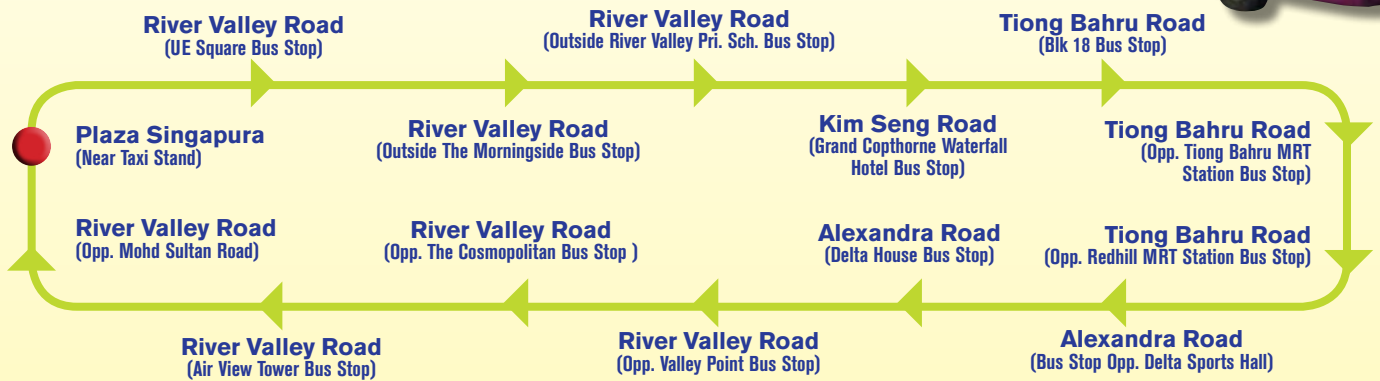 River Valley Road
(UE Square Bus Stop)
River Valley Road
(Outside River Valley Pri. Sch. Bus Stop)
Tiong Bahru Road
(Blk 18 Bus Stop)
Plaza Singapura
(Near Taxi Stand)
River Valley Road
(Outside The Morningside Bus Stop)
Kim Seng Road
(Grand Copthorne Waterfall
Hotel Bus Stop)
Tiong Bahru Road
(Opp. Tiong Bahru MRT
Station Bus Stop)
River Valley Road
(Opp. Mohd Sultan Road)
River Valley Road
(Opp. The Cosmopolitan Bus Stop )
Alexandra Road
(Delta House Bus Stop)
Tiong Bahru Road
(Opp. Redhill MRT Station Bus Stop)
River Valley Road
(Air View Tower Bus Stop)
River Valley Road
(Opp. Valley Point Bus Stop)
Alexandra Road
(Bus Stop Opp. Delta Sports Hall)